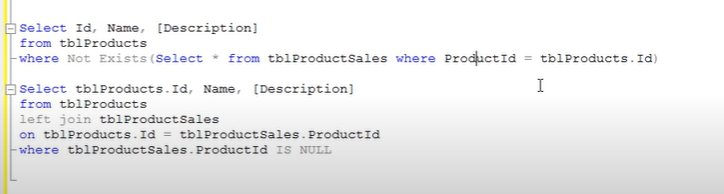 Select Id, Name, [Description]
from tblProducts
where Not Exists(Select * from tblProductSales where ProductId = tblProducts.Id)
Select tblProducts.Id, Name, [Description]
from tblProducts
left join tblProductSales
on tblProducts.Id = tblProductSales.ProductId
where tblProductSales.ProductId IS NULL